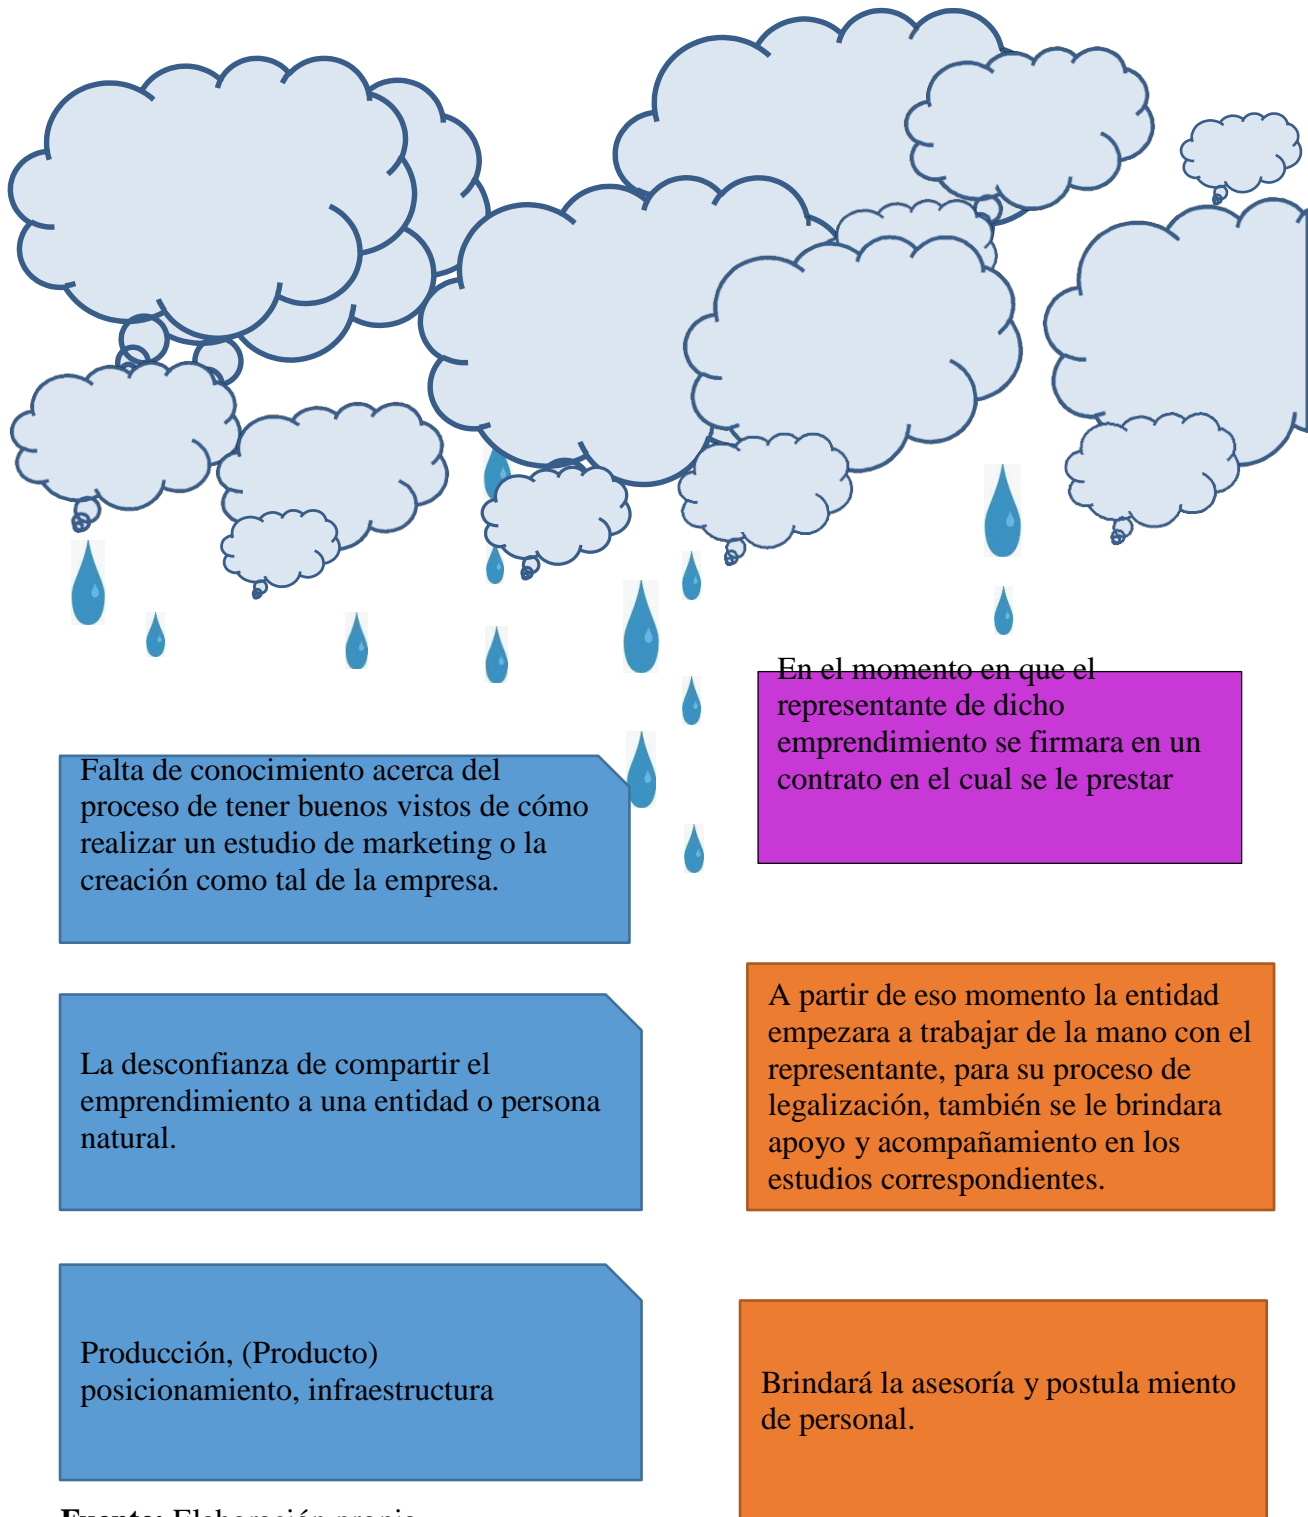 En el momento en que el
representante de dicho
emprendimiento se firmara en un
contrato en el cual se le prestar
Falta de conocimiento acerca del
proceso de tener buenos vistos de cómo
realizar un estudio de marketing o la
creación como tal de la empresa.
A partir de eso momento la entidad
empezara a trabajar de la mano con el
representante, para su proceso de
legalización, también se le brindara
apoyo y acompañamiento en los
estudios correspondientes.
La desconfianza de compartir el
emprendimiento a una entidad o persona
natural.
Producción, (Producto)
posicionamiento, infraestructura
Brindará la asesoría y postula miento
de personal.
Fuente: Elaboración propia